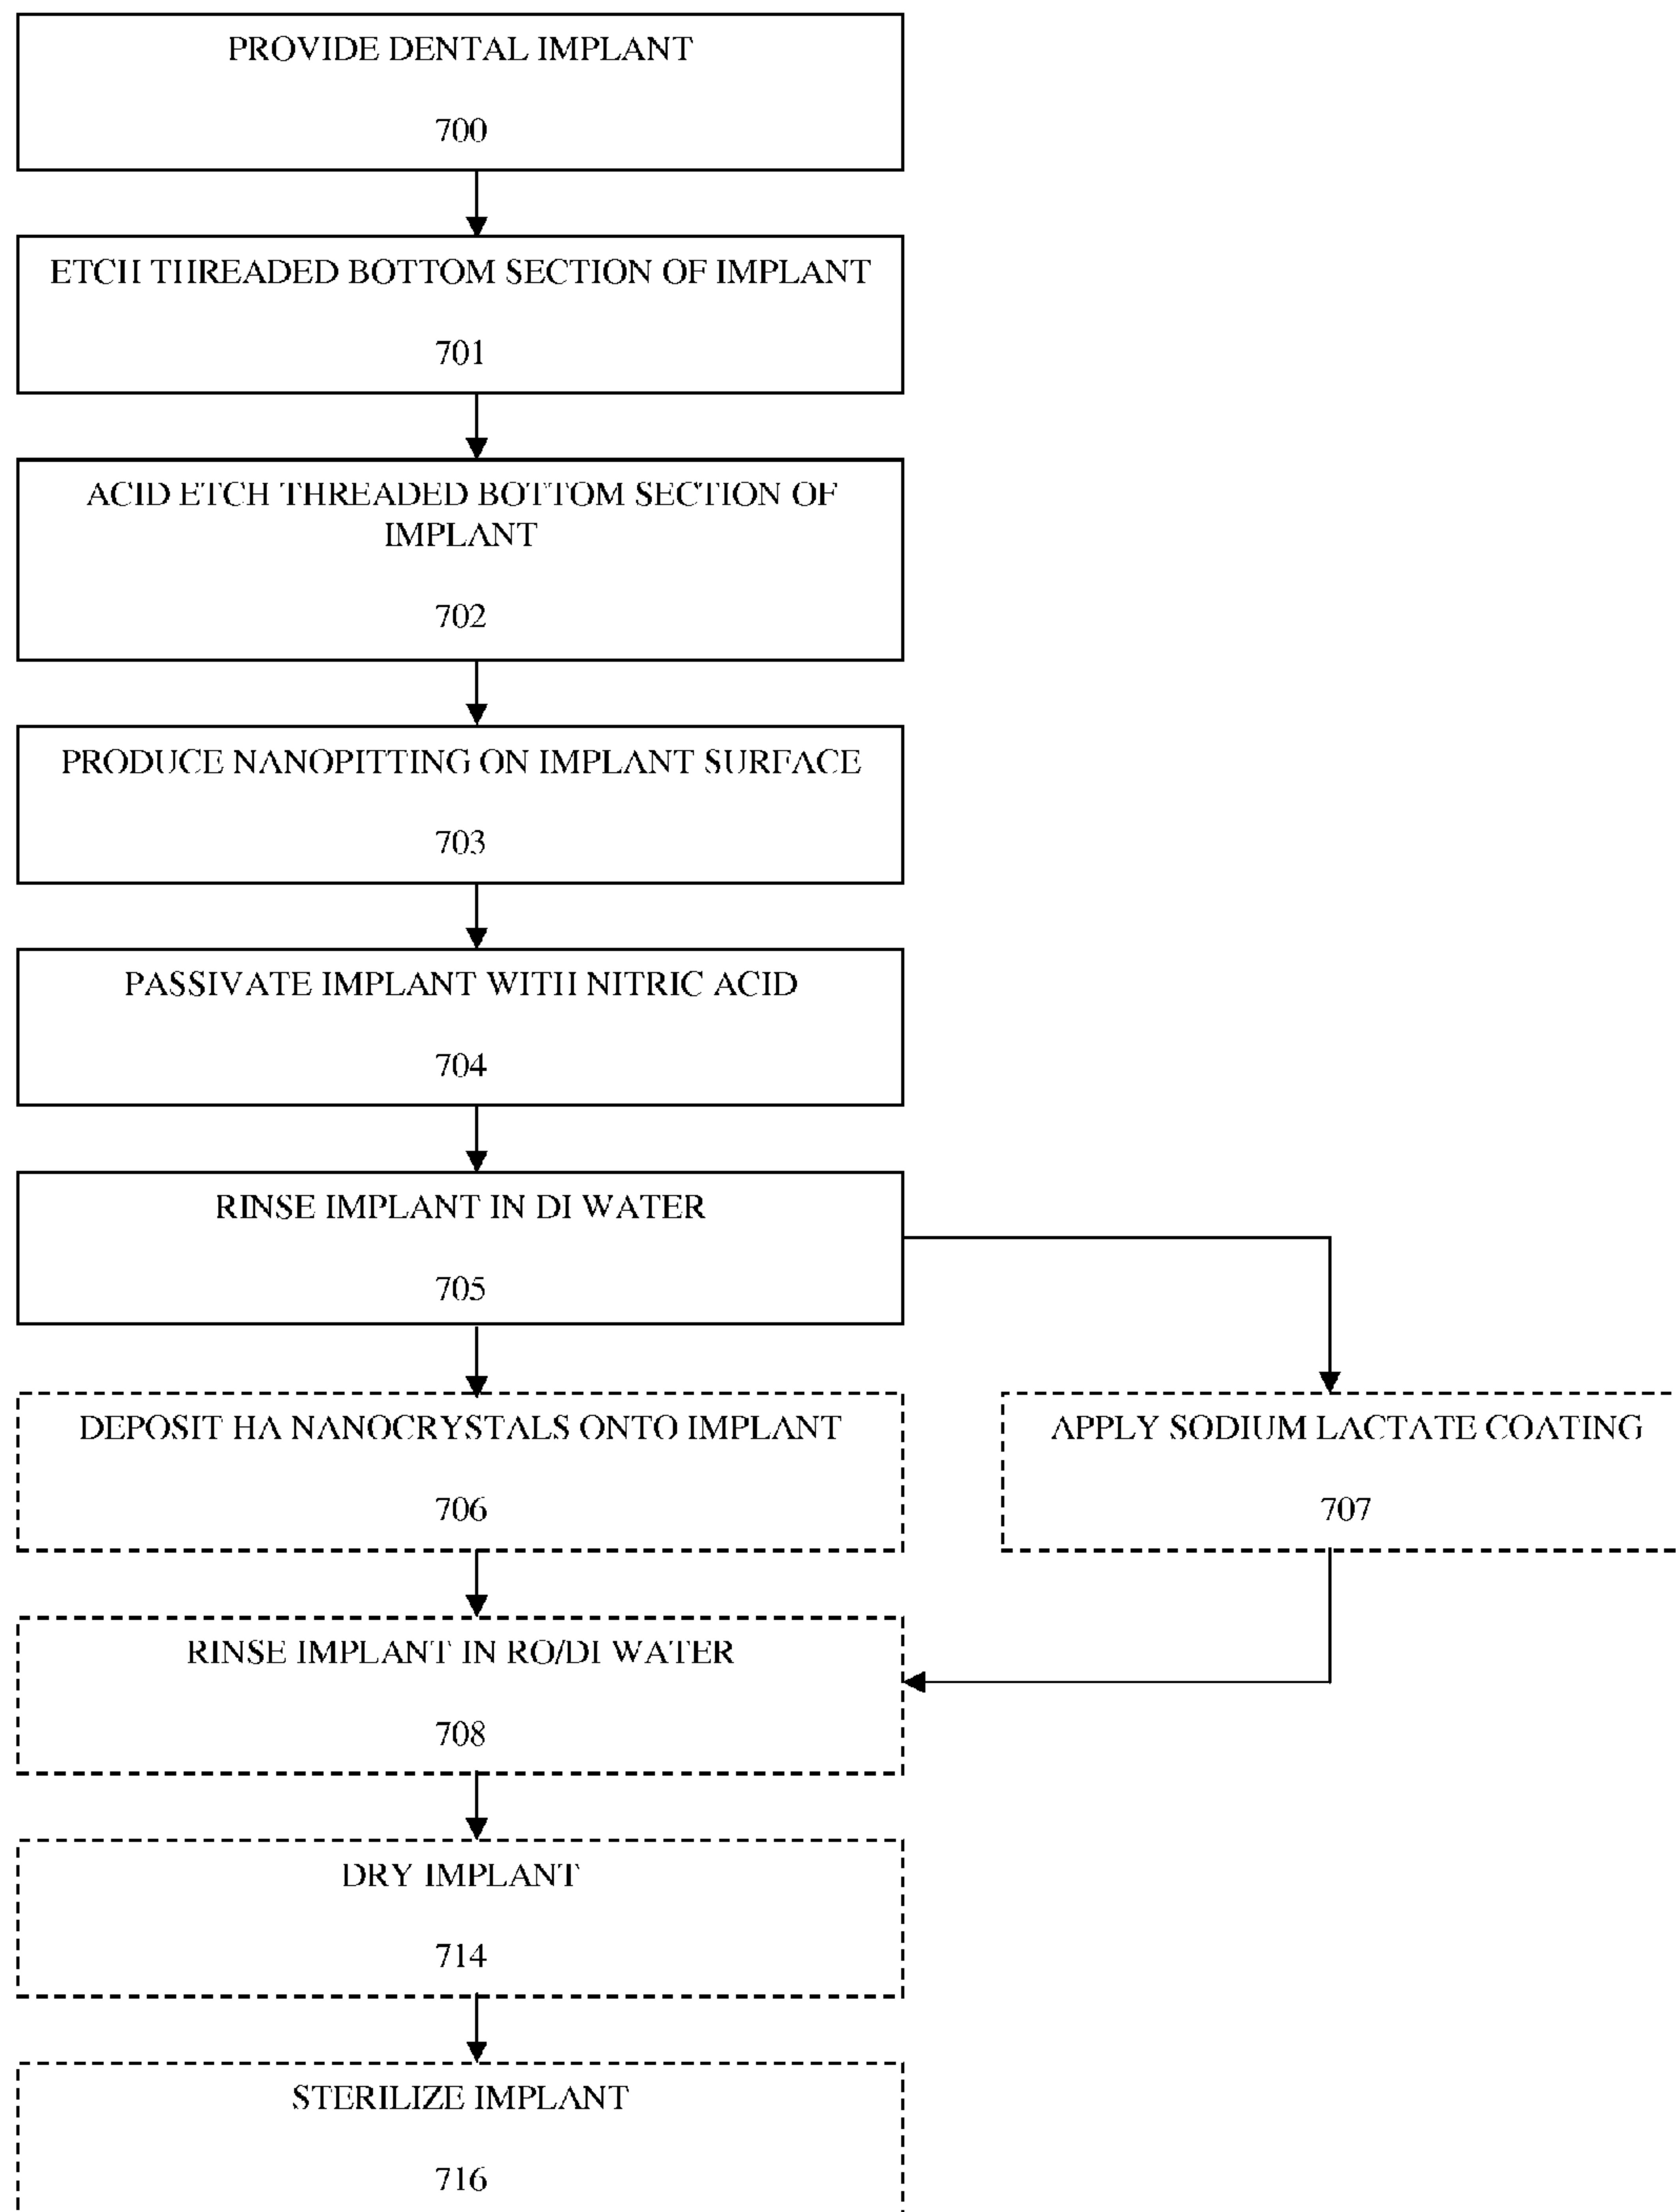 PROVIDE DENTAL IMPLANT
700
ETCH THREADED BOTTOM SECTION OF IMPLANT
701
ACID ETCH THREADED BOTTOM SECTION OF
IMPLANT
702
PRODUCE NANOPITTING ON IMPLANT SURFACE
703
PASSIVATE IMPLANT WITH NITRIC ACID
704
RINSE IMPLANT IN DI WATER
705
DEPOSIT HA NANOCRYSTALS ONTO IMPLANT
706
APPLY SODIUM LACTATE COATING
707
RINSE IMPLANT IN RO/DI WATER
708
DRY IMPLANT
714
STERILIZE IMPLANT
716